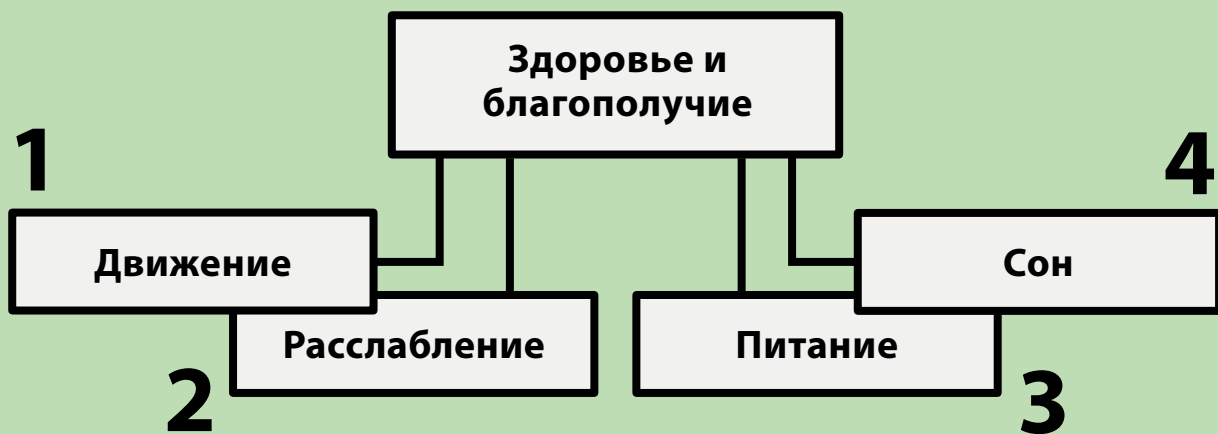 Здоровье и
благополучие
1
Движение
2
Расслабление
3
Питание
4
Сон